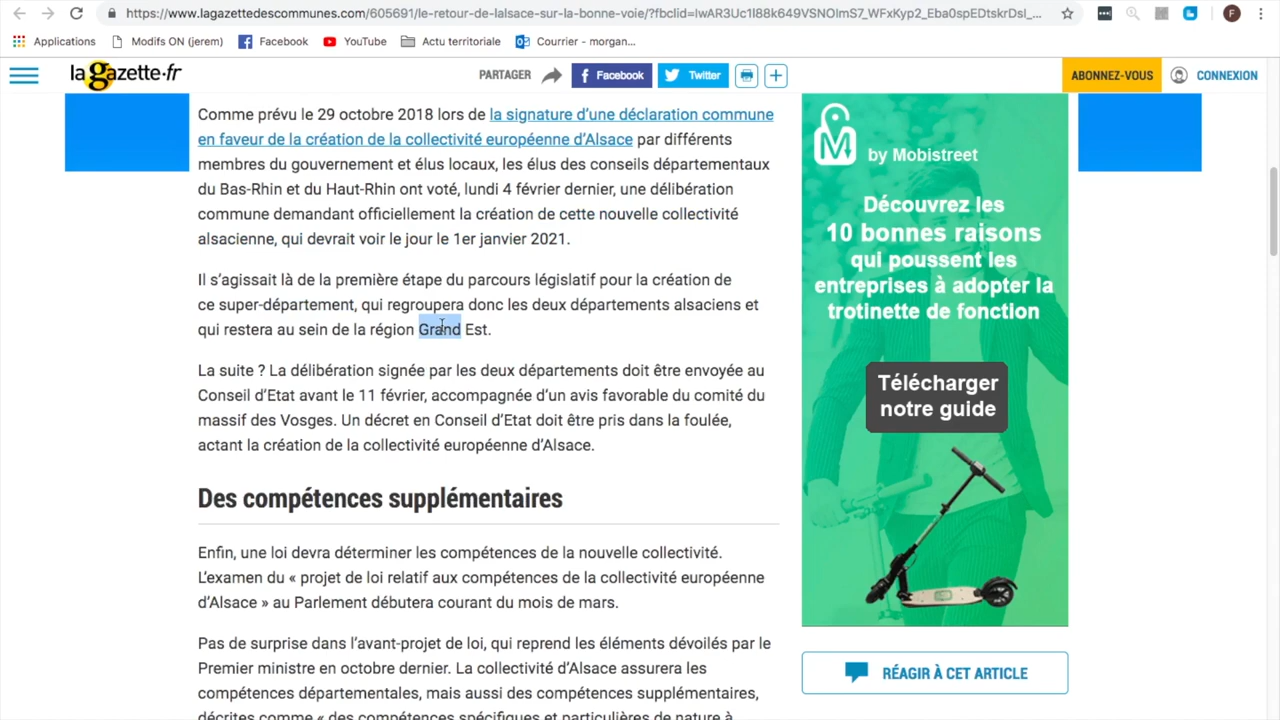 https://www.lagazettedescommunes.com/605691/le-retour-de-lalsace-sur-la-bonne-voie/?fbclid=IwAR3Uc1I88k649VSNOImS7_WFxKyp2_Eba0spEDtskrDsl_...
F
Applications Modifs ON (jerem) Facebook YouTube Actu territoriale Courrier - morgan...
la gazette.fr PARTAGER Facebook Twitter ABONNEZ-VOUS CONNEXION
Comme prévu le 29 octobre 2018 lors de la signature d’une déclaration commune
en faveur de la création de la collectivité européenne d’Alsace par différents
membres du gouvernement et élus locaux, les élus des conseils départementaux
du Bas-Rhin et du Haut-Rhin ont voté, lundi 4 février dernier, une délibération
commune demandant officiellement la création de cette nouvelle collectivité
alsacienne, qui devrait voir le jour le 1er janvier 2021.
Il s’agissait là de la première étape du parcours législatif pour la création de
ce super-département, qui regroupera donc les deux départements alsaciens et
qui restera au sein de la région Grand Est.
La suite ? La délibération signée par les deux départements doit être envoyée au
Conseil d’Etat avant le 11 février, accompagnée d’un avis favorable du comité du
massif des Vosges. Un décret en Conseil d’Etat doit être pris dans la foulée,
actant la création de la collectivité européenne d’Alsace.
Des compétences supplémentaires
Enfin, une loi devra déterminer les compétences de la nouvelle collectivité.
L’examen du « projet de loi relatif aux compétences de la collectivité européenne
d’Alsace » au Parlement débutera courant du mois de mars.
Pas de surprise dans l’avant-projet de loi, qui reprend les éléments dévoilés par le
Premier ministre en octobre dernier. La collectivité d’Alsace assurera les
compétences départementales, mais aussi des compétences supplémentaires,
décrites comme « des compétences spécifiques et particulières de nature à
M by Mobistreet
Découvrez les
10 bonnes raisons
qui poussent les
entreprises à adopter la
trotinette de fonction
Télécharger
notre guide
RÉAGIR À CET ARTICLE